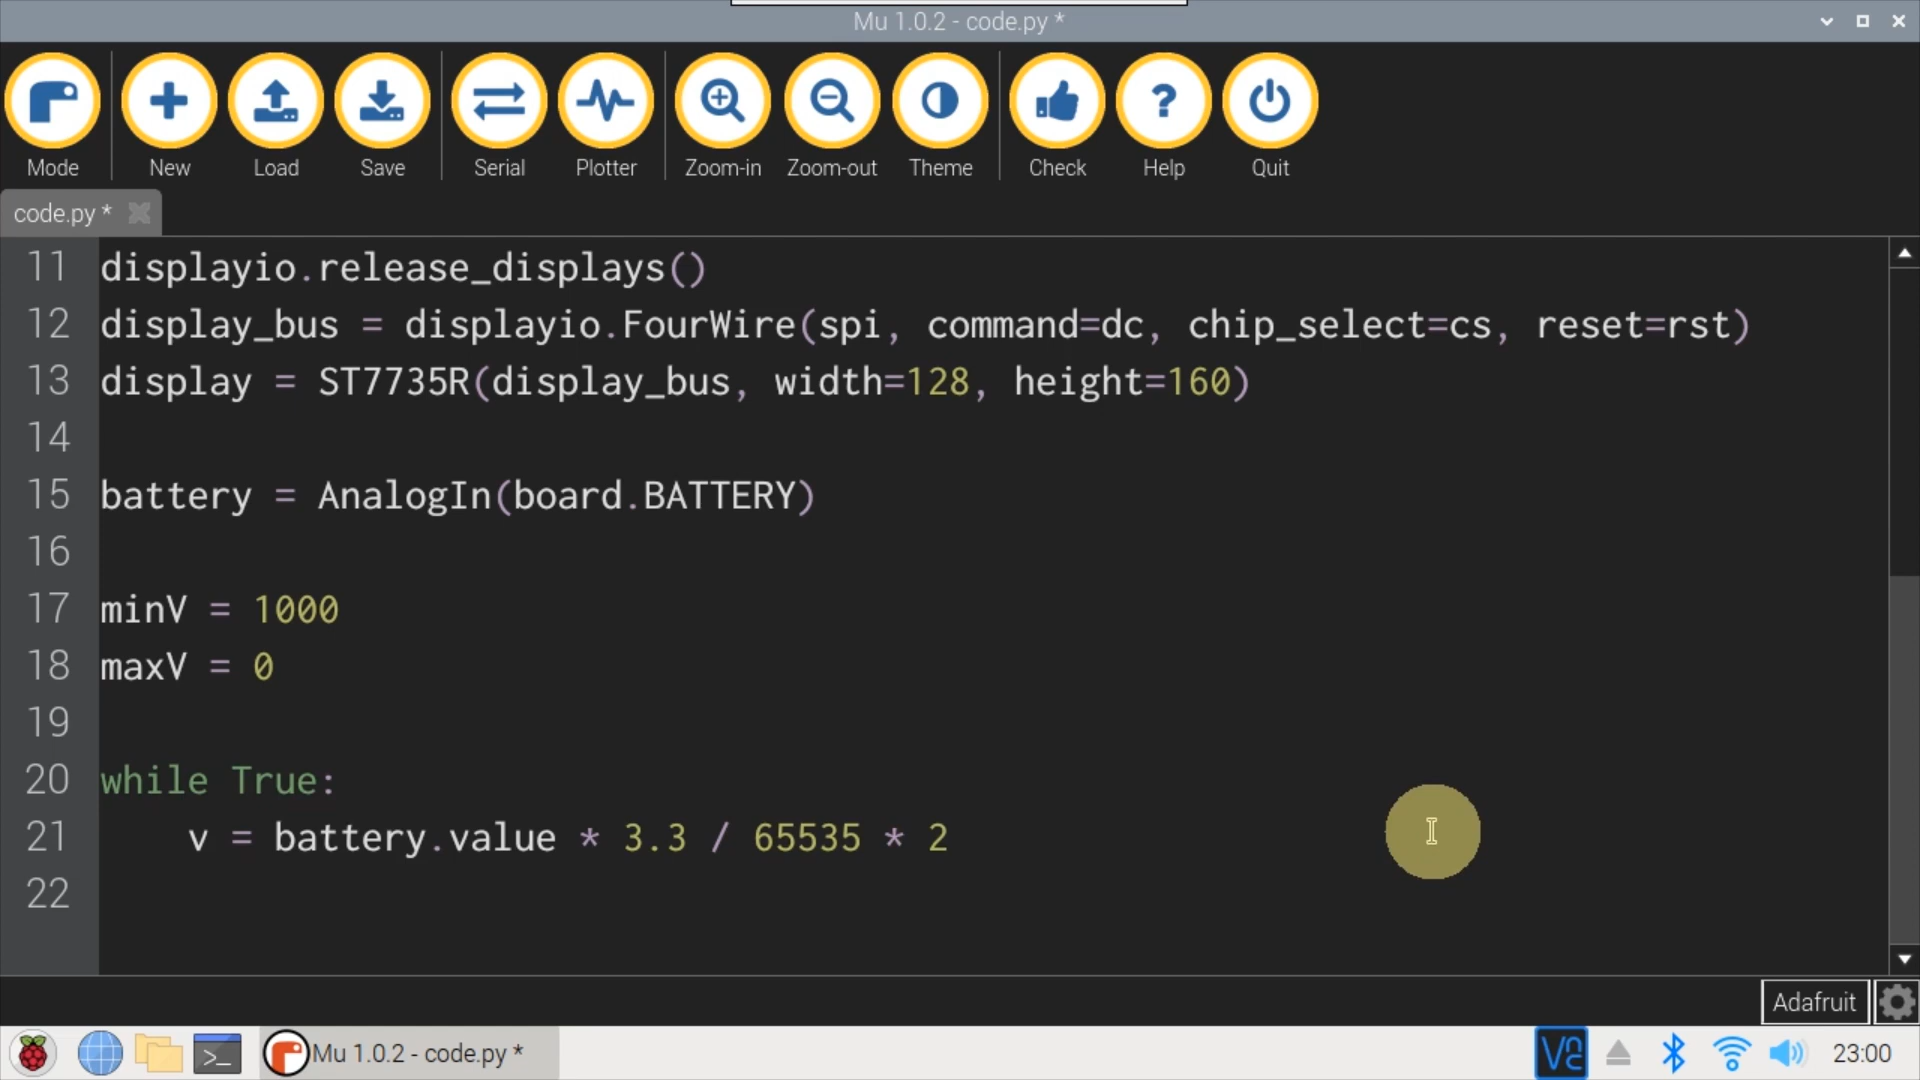 Mu 1.0.2 - code.py *
Mode New Load Save Serial Plotter Zoom-in Zoom-out Theme Check Help Quit
code.py *
11 displayio.release_displays()
12 display_bus = displayio.FourWire(spi, command=dc, chip_select=cs, reset=rst)
13 display = ST7735R(display_bus, width=128, height=160)
14
15 battery = AnalogIn(board.BATTERY)
16
17 minV = 1000
18 maxV = 0
19
20 while True:
21     v = battery.value * 3.3 / 65535 * 2
22
Adafruit
Mu 1.0.2 - code.py * 23:00